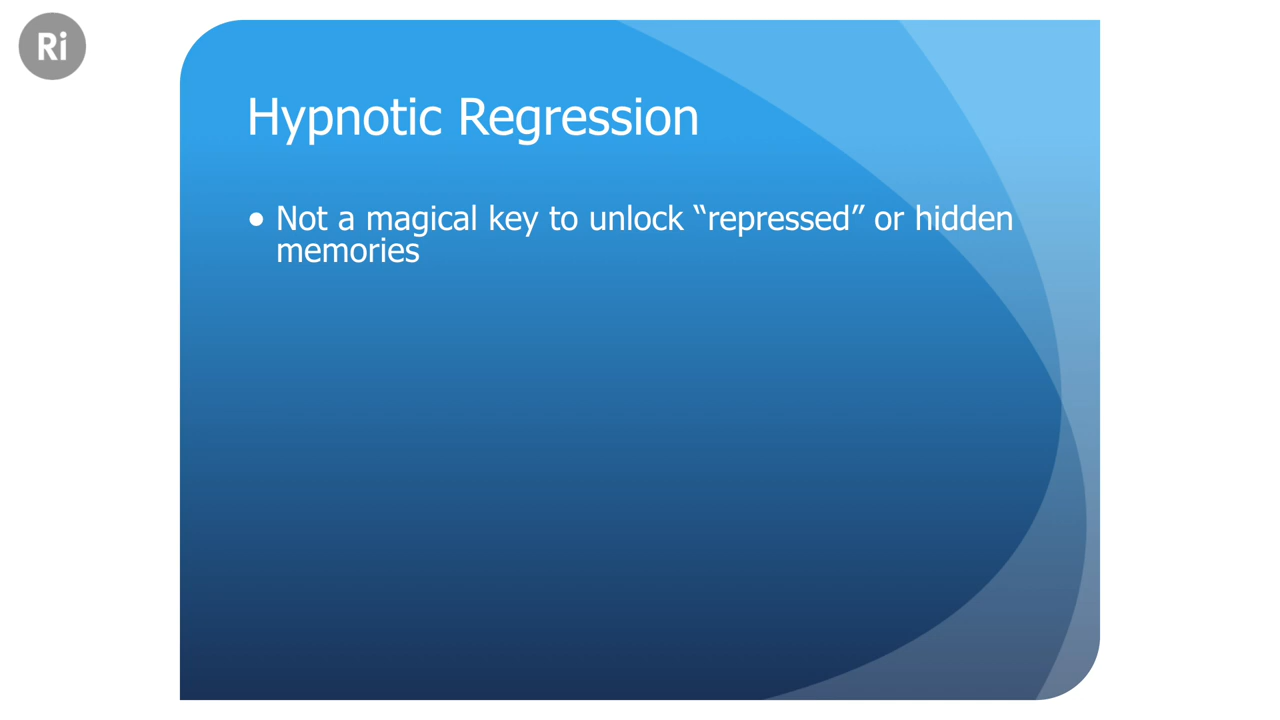 Ri
Hypnotic Regression
● Not a magical key to unlock “repressed” or hidden
memories